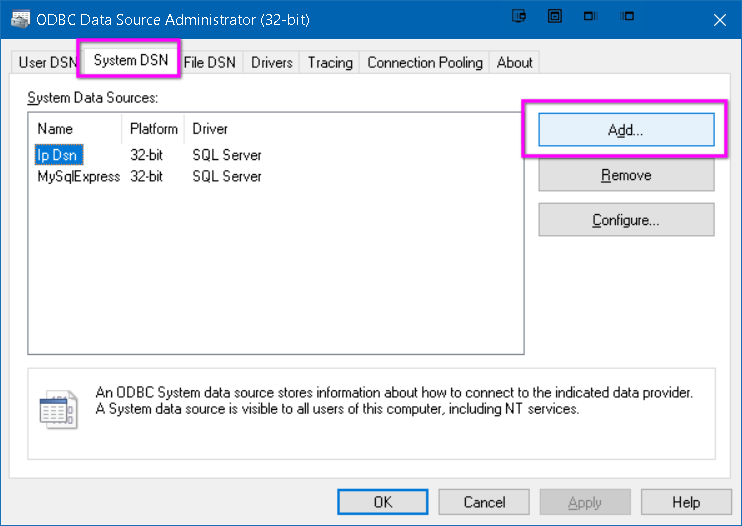 ODBC Data Source Administrator (32-bit)
User DSN System DSN File DSN Drivers Tracing Connection Pooling About
System Data Sources:
Name Platform Driver
Ip Dsn 32-bit SQL Server
MySqlExpress 32-bit SQL Server
Add...
Remove
Configure...
An ODBC System data source stores information about how to connect to the indicated data provider.
A System data source is visible to all users of this computer, including NT services.
OK Cancel Apply Help